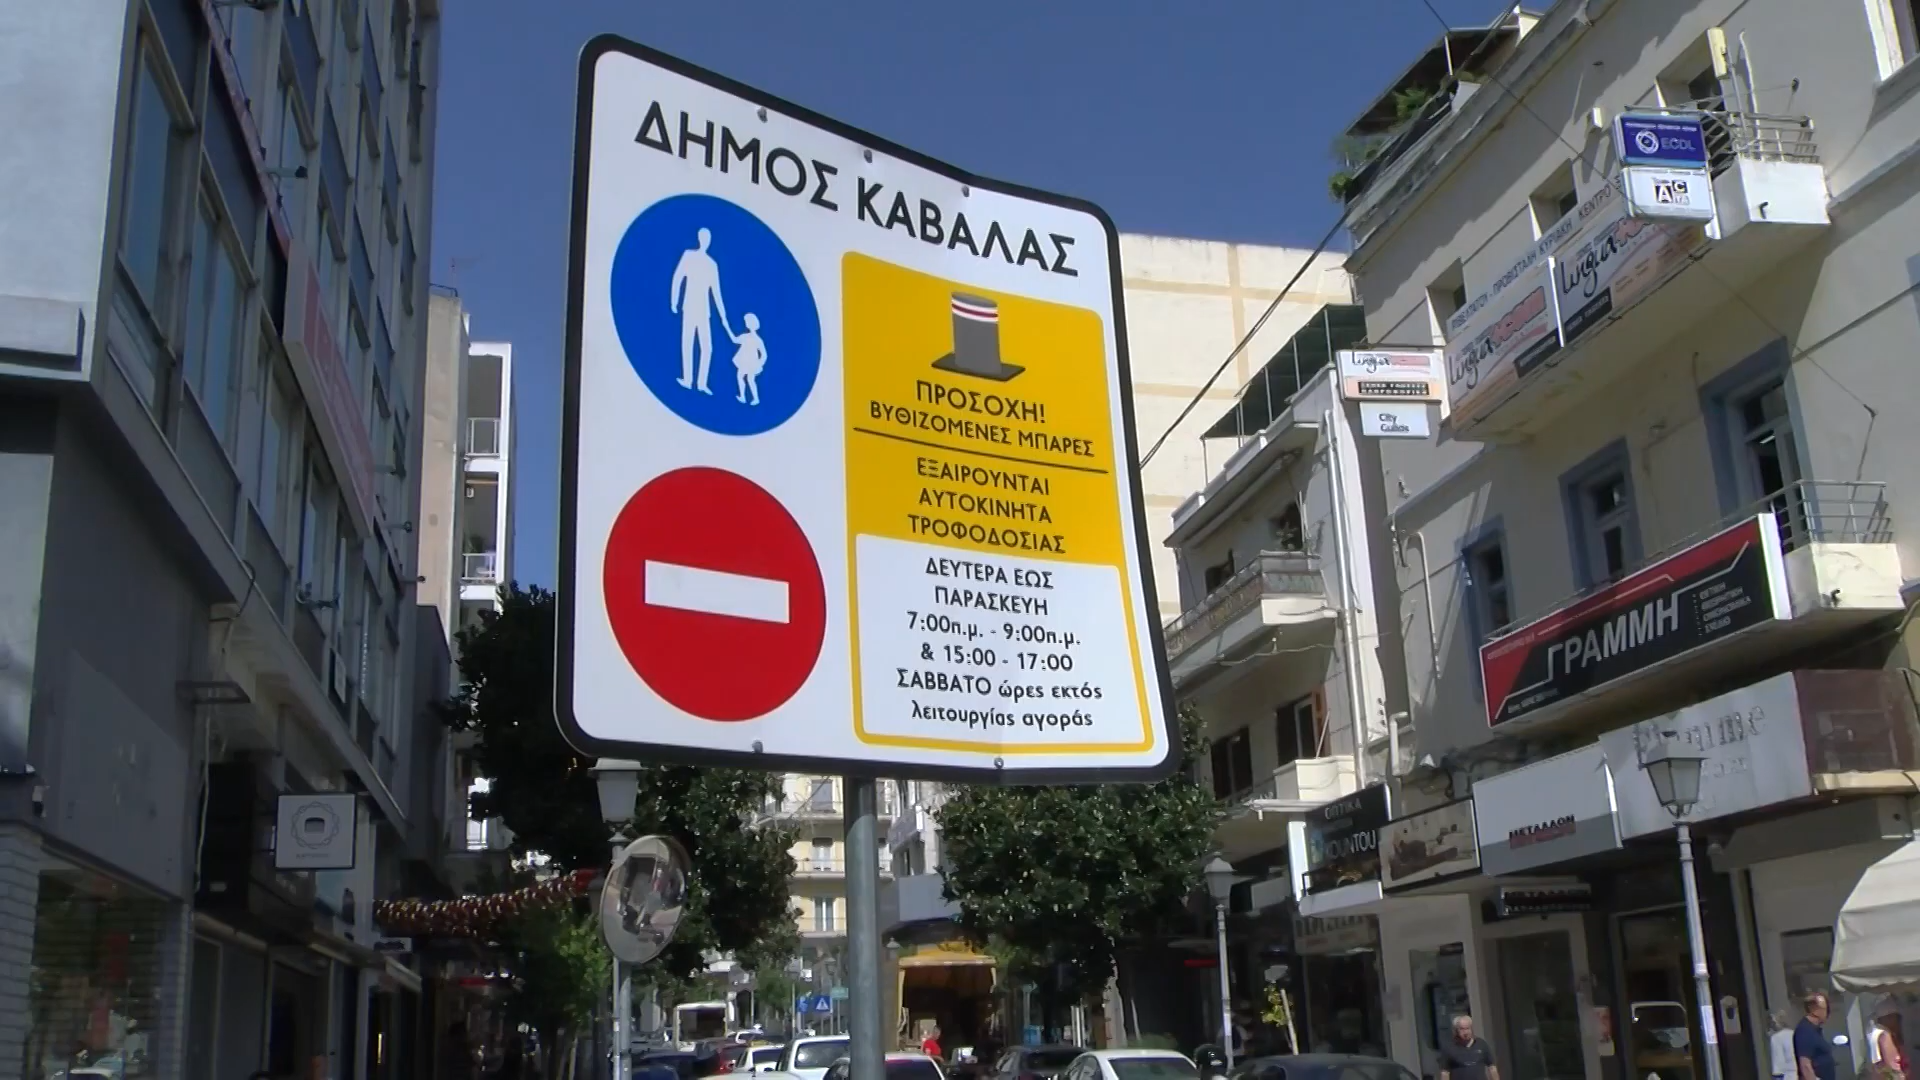 ΔΗΜΟΣ ΚΑΒΑΛΑΣ
ΠΡΟΣΟΧΗ!
ΒΥΘΙΖΟΜΕΝΕΣ ΜΠΑΡΕΣ
ΕΞΑΙΡΟΥΝΤΑΙ
ΑΥΤΟΚΙΝΗΤΑ
ΤΡΟΦΟΔΟΣΙΑΣ
ΔΕΥΤΕΡΑ ΕΩΣ
ΠΑΡΑΣΚΕΥΗ
7:00π.μ. - 9:00π.μ.
& 15:00 - 17:00
ΣΑΒΒΑΤΟ ώρες εκτός
λειτουργίας αγοράς
ECDL
City
Guilds
ΓΡΑΜΜΗ
ΜΕΤΑΛΛΟΝ